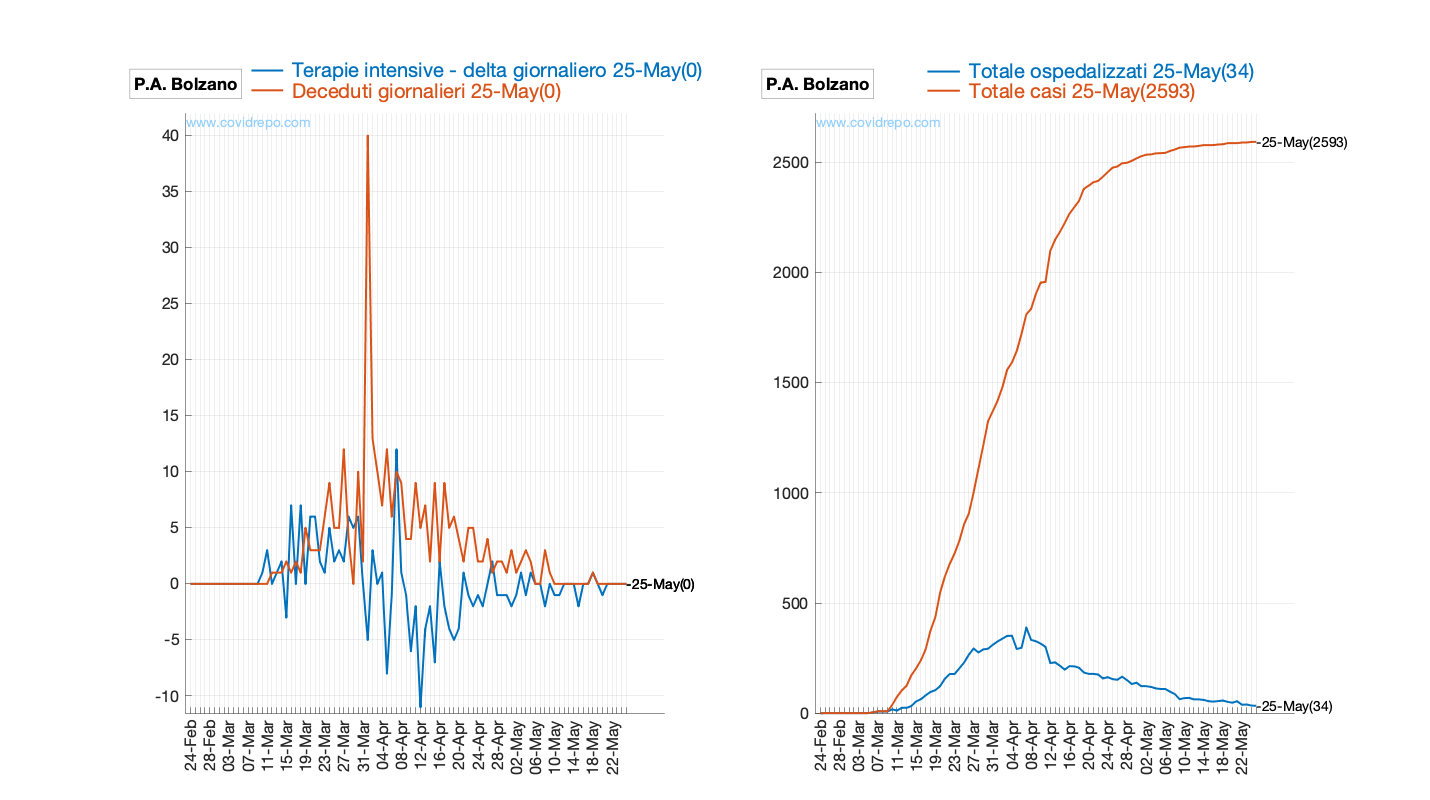 P.A. Bolzano
Terapie intensive - delta giornaliero 25-May(0)
Deceduti giornalieri 25-May(0)
www.covidrepo.com
40
35
30
25
20
15
10
5
0
-5
-10
-25-May(0)
24-Feb
28-Feb
03-Mar
07-Mar
11-Mar
15-Mar
19-Mar
23-Mar
27-Mar
31-Mar
04-Apr
08-Apr
12-Apr
16-Apr
20-Apr
24-Apr
28-Apr
02-May
06-May
10-May
14-May
18-May
22-May
P.A. Bolzano
Totale ospedalizzati 25-May(34)
Totale casi 25-May(2593)
www.covidrepo.com
2500
2000
1500
1000
500
0
-25-May(2593)
-25-May(34)
24-Feb
28-Feb
03-Mar
07-Mar
11-Mar
15-Mar
19-Mar
23-Mar
27-Mar
31-Mar
04-Apr
08-Apr
12-Apr
16-Apr
20-Apr
24-Apr
28-Apr
02-May
06-May
10-May
14-May
18-May
22-May